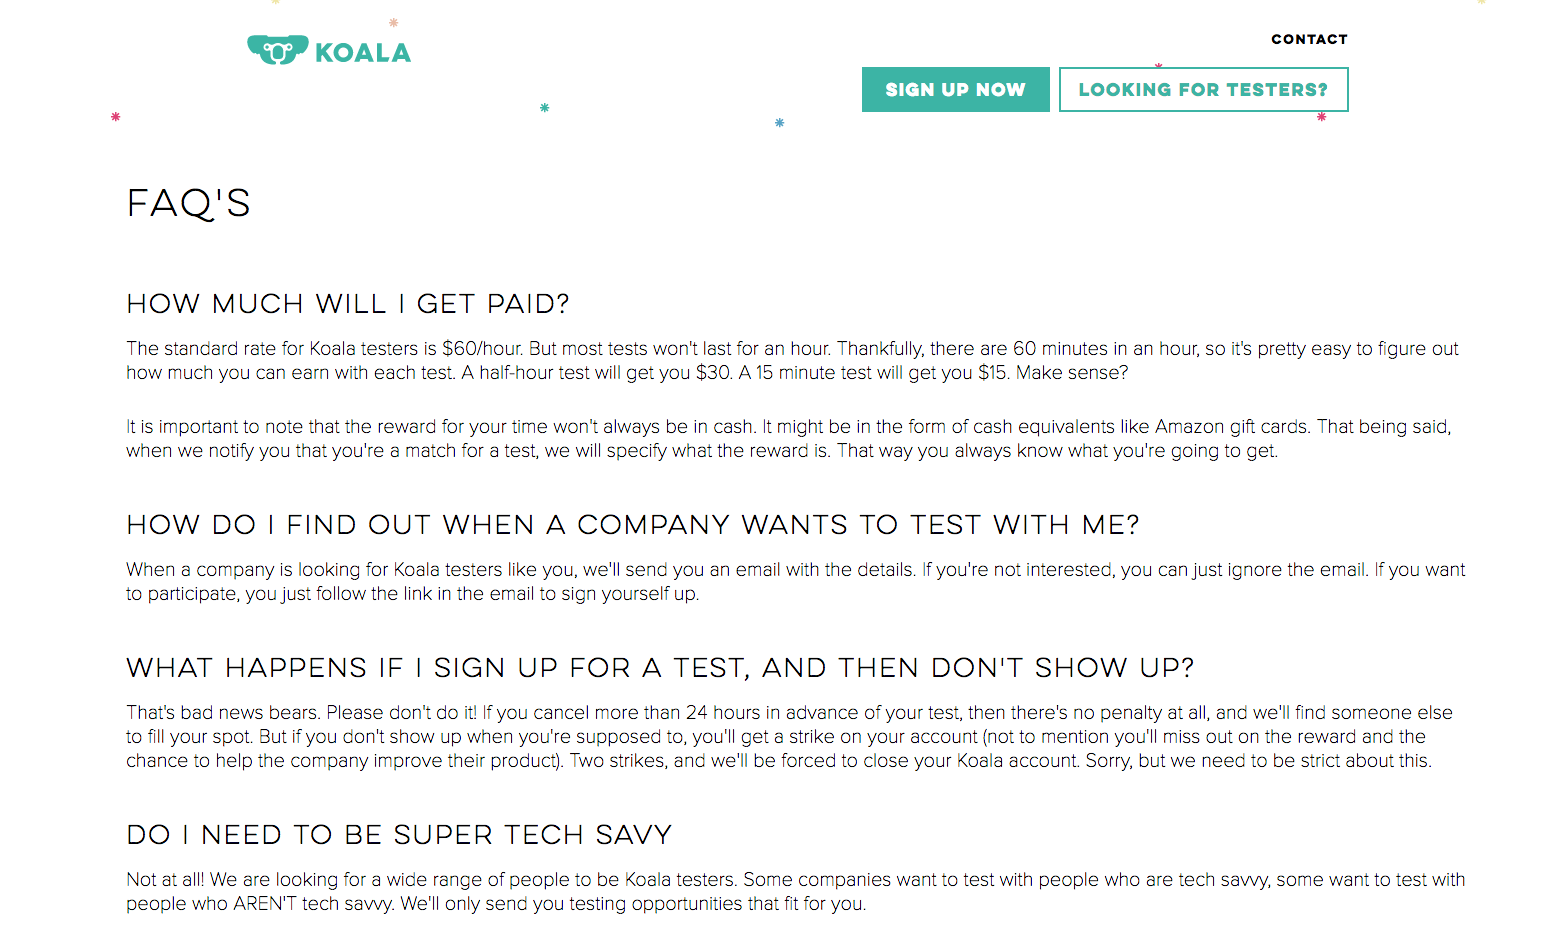 KOALA
CONTACT
SIGN UP NOW
LOOKING FOR TESTERS?
FAQ'S
HOW MUCH WILL I GET PAID?
The standard rate for Koala testers is $60/hour. But most tests won't last for an hour. Thankfully, there are 60 minutes in an hour, so it's pretty easy to figure out
how much you can earn with each test. A half-hour test will get you $30. A 15 minute test will get you $15. Make sense?
It is important to note that the reward for your time won't always be in cash. It might be in the form of cash equivalents like Amazon gift cards. That being said,
when we notify you that you're a match for a test, we will specify what the reward is. That way you always know what you're going to get.
HOW DO I FIND OUT WHEN A COMPANY WANTS TO TEST WITH ME?
When a company is looking for Koala testers like you, we'll send you an email with the details. If you're not interested, you can just ignore the email. If you want
to participate, you just follow the link in the email to sign yourself up.
WHAT HAPPENS IF I SIGN UP FOR A TEST, AND THEN DON'T SHOW UP?
That's bad news bears. Please don't do it! If you cancel more than 24 hours in advance of your test, then there's no penalty at all, and we'll find someone else
to fill your spot. But if you don't show up when you're supposed to, you'll get a strike on your account (not to mention you'll miss out on the reward and the
chance to help the company improve their product). Two strikes, and we'll be forced to close your Koala account. Sorry, but we need to be strict about this.
DO I NEED TO BE SUPER TECH SAVY
Not at all! We are looking for a wide range of people to be Koala testers. Some companies want to test with people who are tech savvy, some want to test with
people who AREN'T tech savvy. We'll only send you testing opportunities that fit for you.